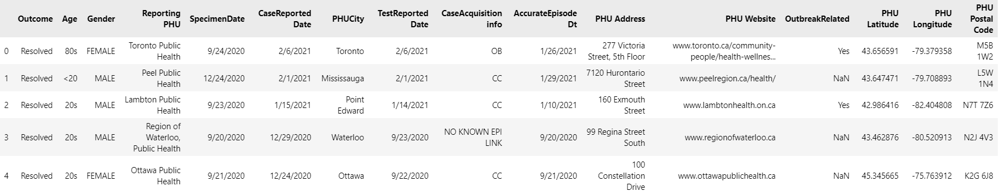 Outcome Age Gender Reporting PHU SpecimenDate CaseReported Date PHUCity TestReported Date CaseAcquisition info AccurateEpisode Dt PHU Address PHU Website OutbreakRelated PHU Latitude PHU Longitude PHU Postal Code
0 Resolved 80s FEMALE Toronto Public Health 9/24/2020 2/6/2021 Toronto 2/6/2021 OB 1/26/2021 277 Victoria Street, 5th Floor www.toronto.ca/community-people/health-wellnes... Yes 43.656591 -79.379358 M5B 1W2
1 Resolved <20 MALE Peel Public Health 12/24/2020 2/1/2021 Mississauga 2/1/2021 CC 1/29/2021 7120 Hurontario Street www.peelregion.ca/health/ NaN 43.647471 -79.708893 L5W 1N4
2 Resolved 20s MALE Lambton Public Health 9/23/2020 1/15/2021 Point Edward 1/14/2021 CC 1/10/2021 160 Exmouth Street www.lambtonhealth.on.ca Yes 42.986416 -82.404808 N7T 7Z6
3 Resolved 20s MALE Region of Waterloo, Public Health 9/20/2020 12/29/2020 Waterloo 9/23/2020 NO KNOWN EPI LINK 9/20/2020 99 Regina Street South www.regionofwaterloo.ca NaN 43.462876 -80.520913 N2J 4V3
4 Resolved 20s FEMALE Ottawa Public Health 9/21/2020 12/24/2020 Ottawa 9/22/2020 CC 9/21/2020 100 Constellation Drive www.ottawapublichealth.ca NaN 45.345665 -75.763912 K2G 6J8